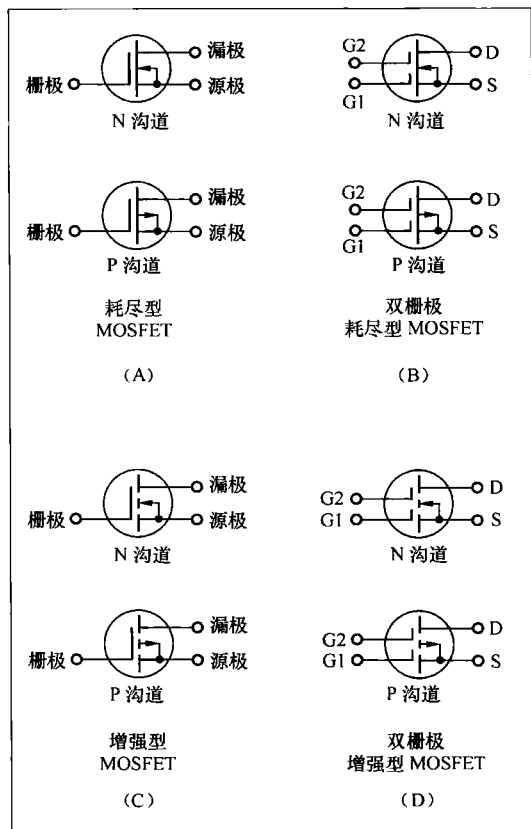 漏极
栅极
源极
N 沟道
漏极
栅极
源极
P 沟道
耗尽型
MOSFET
(A)
G2
D
G1
S
N 沟道
G2
D
G1
S
P 沟道
双栅极
耗尽型 MOSFET
(B)
漏极
栅极
源极
N 沟道
漏极
栅极
源极
P 沟道
增强型
MOSFET
(C)
G2
D
G1
S
N 沟道
G2
D
G1
S
P 沟道
双栅极
增强型 MOSFET
(D)